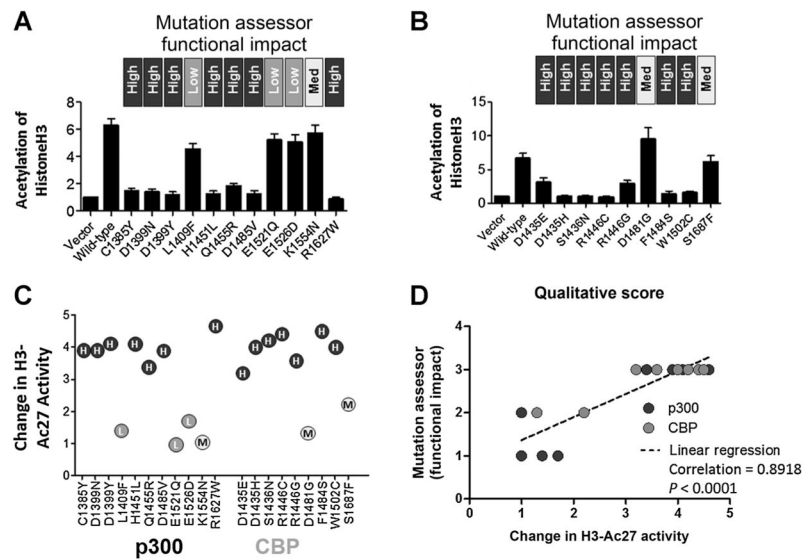 A
Mutation assessor
functional impact
High
High
High
Low
High
High
High
Low
Low
Med
High
Acetylation of
HistoneH3
8
6
4
2
0
Vector
Wild-type
C1385Y
D1399N
D1399Y
L1409F
H1451L
Q1455R
D1485V
E1521Q
E1526D
K1554N
R1627W
B
Mutation assessor
functional impact
High
High
High
High
High
Med
High
High
Med
Acetylation of
HistoneH3
15
10
5
0
Vector
Wild-type
D1435E
D1435H
S1436N
R1446C
R1446G
D1481G
F1484S
W1502C
S1687F
C
Change in H3-
Ac27 Activity
5
4
3
2
1
0
H
H
H
L
H
H
H
L
L
M
H
H
H
H
H
H
M
H
H
M
C1385Y
D1399N
D1399Y
L1409F
H1451L
Q1455R
D1485V
E1521Q
E1526D
K1554N
R1627W
D1435E
D1435H
S1436N
R1446C
R1446G
D1481G
F1484S
W1502C
S1687F
p300
CBP
D
Qualitative score
Mutation assessor
(functional impact)
4
3
2
1
0
p300
CBP
Linear regression
Correlation = 0.8918
P < 0.0001
0
1
2
3
4
5
Change in H3-Ac27 activity